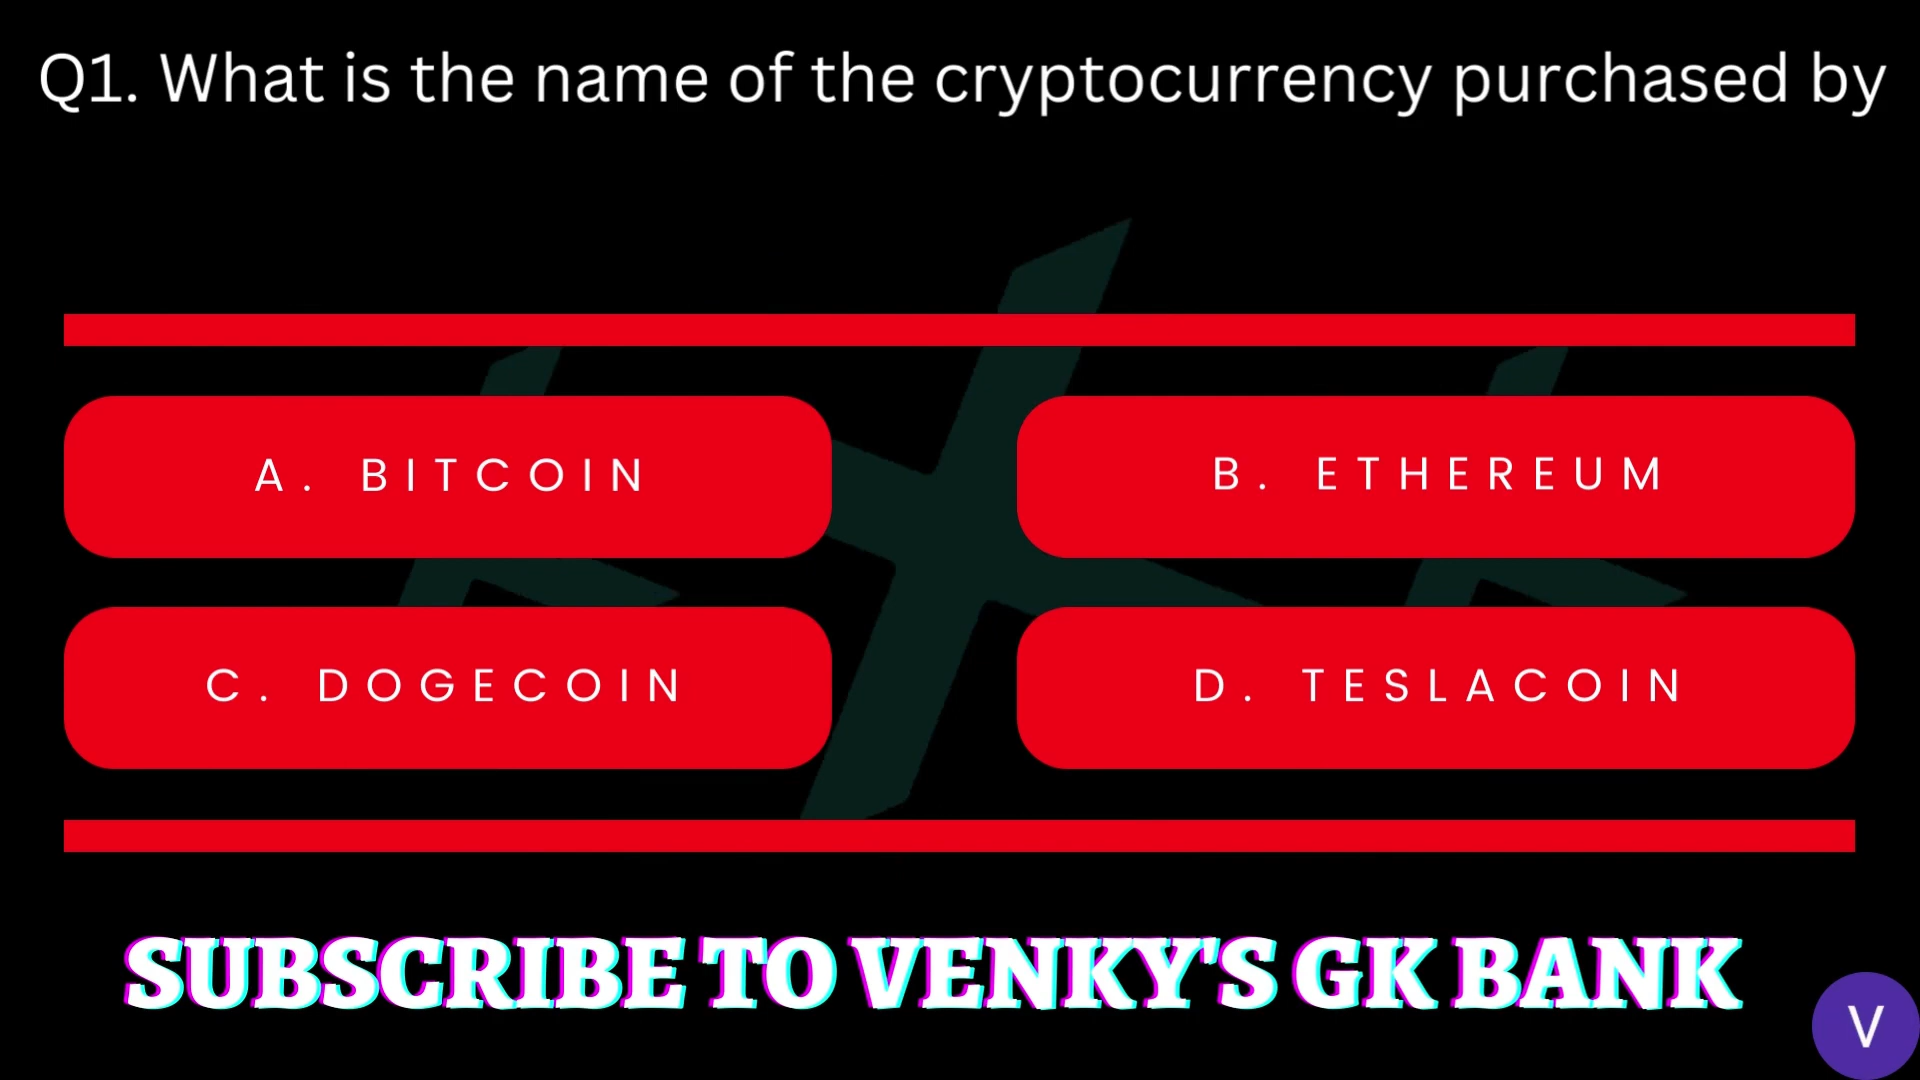 Q1. What is the name of the cryptocurrency purchased by
A. BITCOIN
B. ETHEREUM
C. DOGECOIN
D. TESLACOIN
SUBSCRIBE TO VENKY'S GK BANK
V